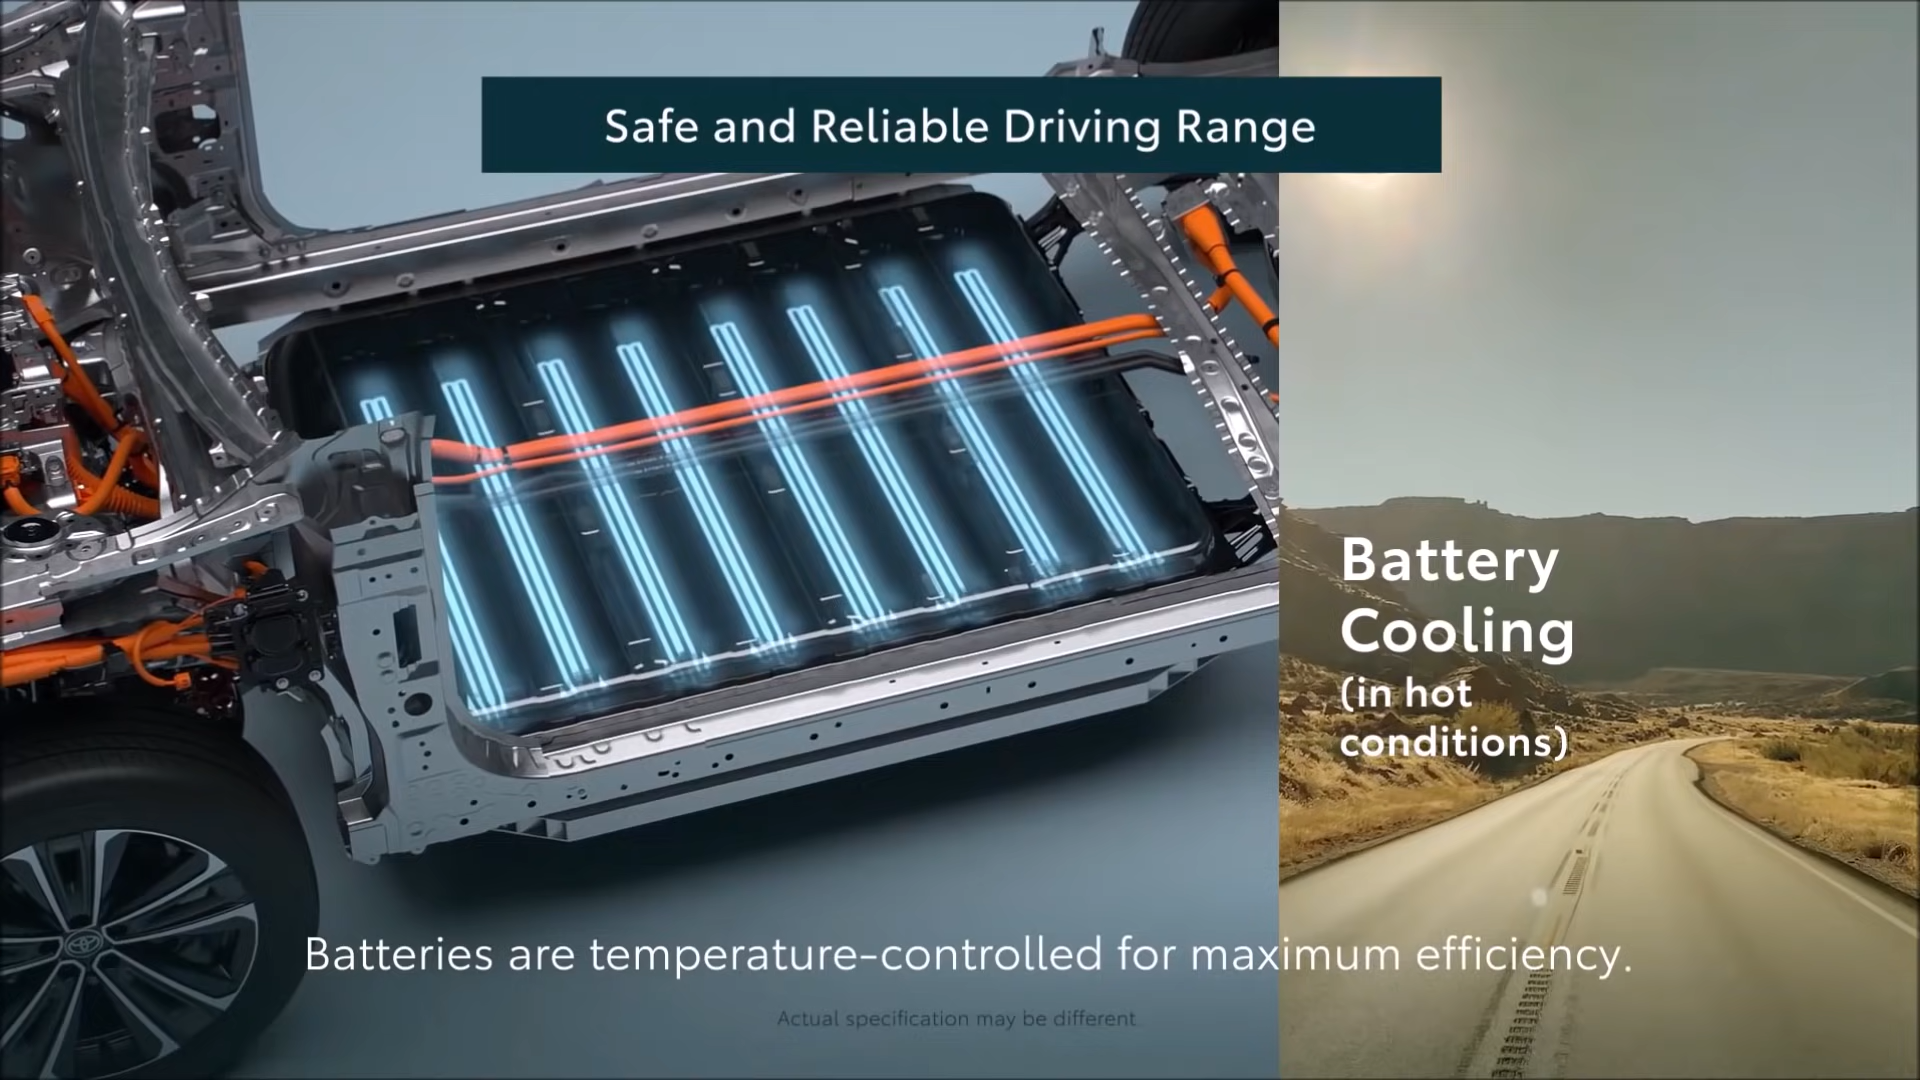 Safe and Reliable Driving Range
Battery
Cooling
(in hot
conditions)
Batteries are temperature-controlled for maximum efficiency.
Actual specification may be different